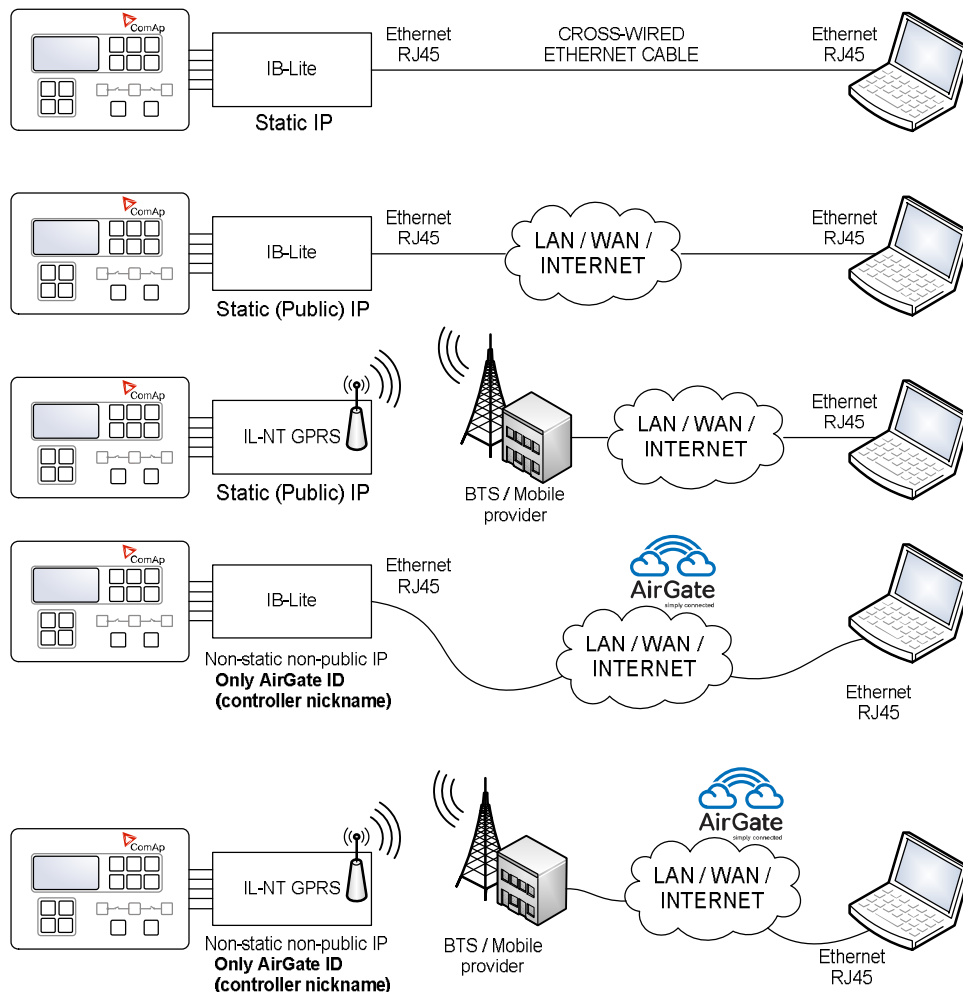 ComAp
IB-Lite
Static IP
Ethernet
RJ45
CROSS-WIRED
ETHERNET CABLE
Ethernet
RJ45
ComAp
IB-Lite
Static (Public) IP
Ethernet
RJ45
LAN / WAN /
INTERNET
Ethernet
RJ45
ComAp
IL-NT GPRS
Static (Public) IP
BTS / Mobile
provider
LAN / WAN /
INTERNET
Ethernet
RJ45
ComAp
IB-Lite
Non-static non-public IP
Only AirGate ID
(controller nickname)
Ethernet
RJ45
AirGate
simply connected
LAN / WAN /
INTERNET
Ethernet
RJ45
ComAp
IL-NT GPRS
Non-static non-public IP
Only AirGate ID
(controller nickname)
BTS / Mobile
provider
AirGate
simply connected
LAN / WAN /
INTERNET
Ethernet
RJ45